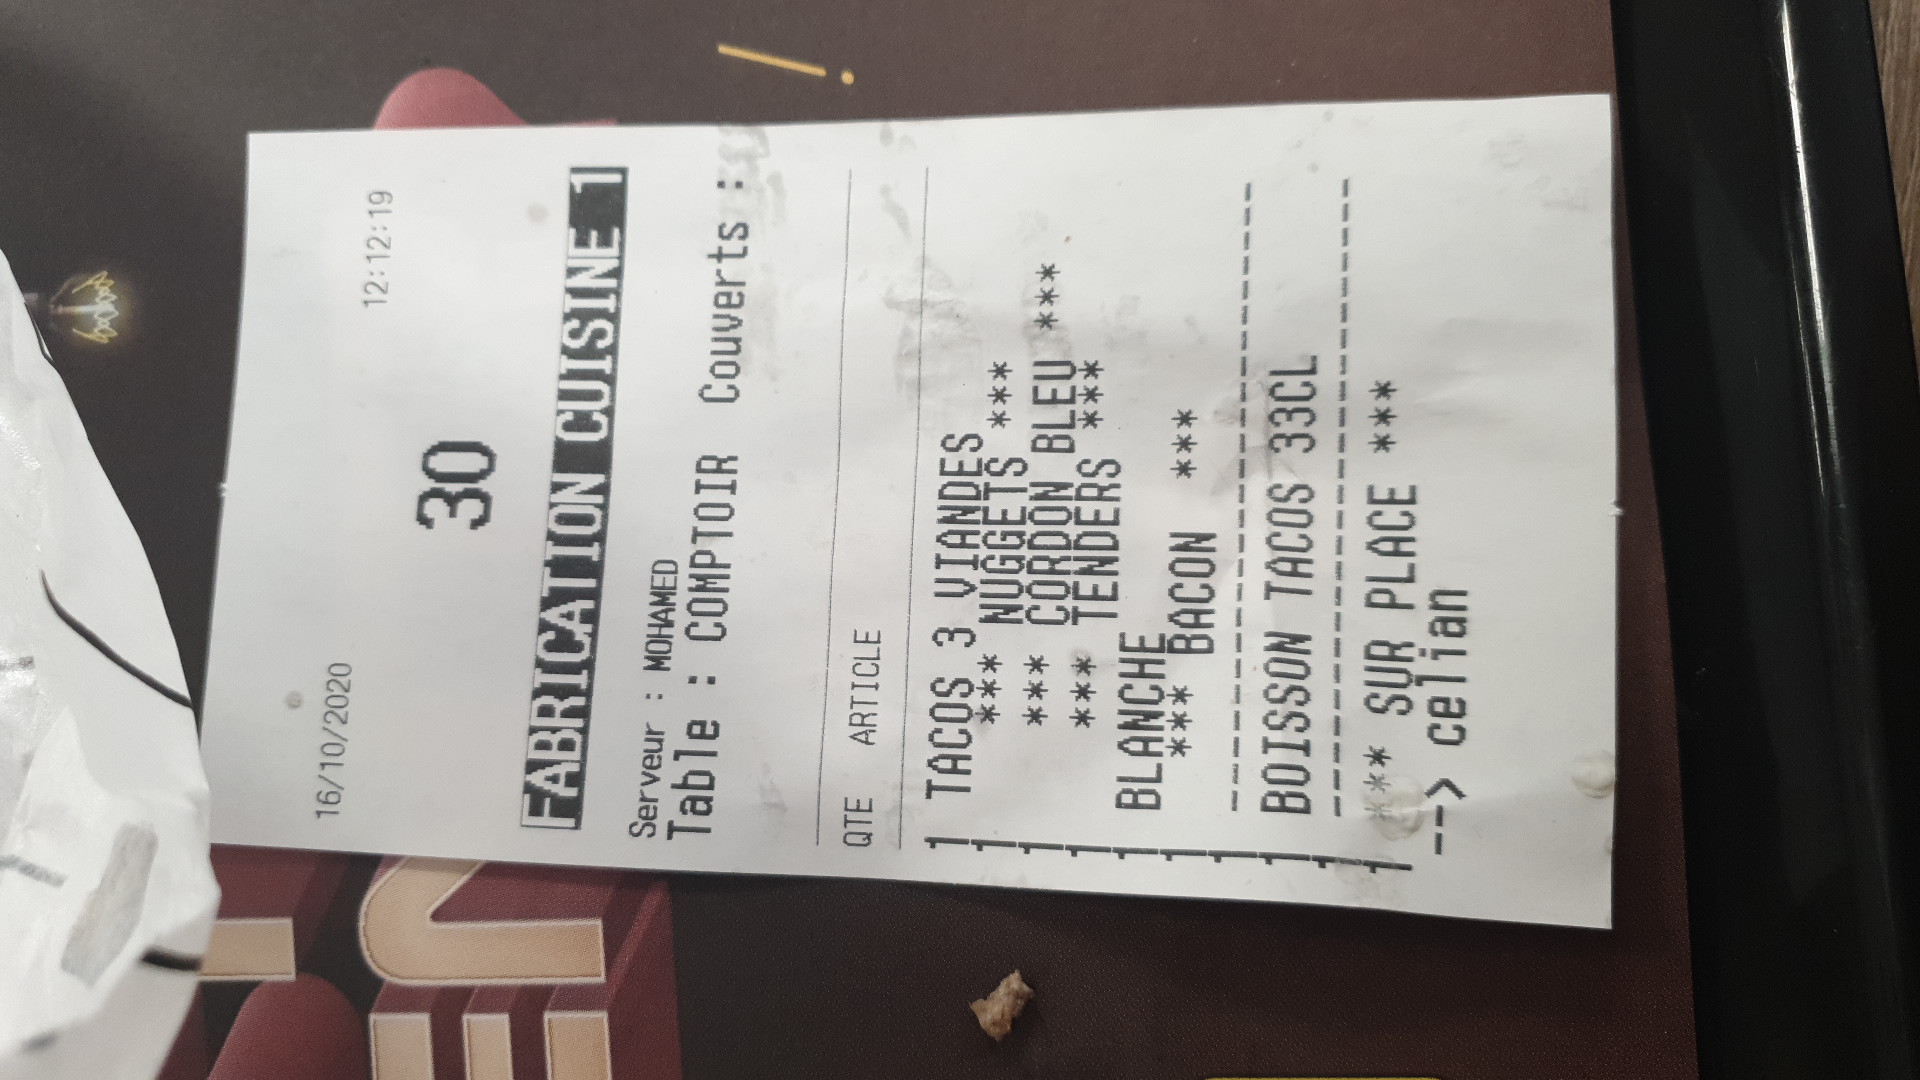 16/10/2020 12:12:19
30
FABRICATION CUISINE 1
Serveur : MOHAMED
Table : COMPTOIR Couverts :
QTE ARTICLE
1 TACOS 3 VIANDES
1 *** NUGGETS ***
1 *** CORDON BLEU ***
1 *** TENDERS ***
1 BLANCHE
1 *** BACON ***
1 ---------------------------
1 BOISSON TACOS 33CL
1 ---------------------------
1 *** SUR PLACE ***
--> celian